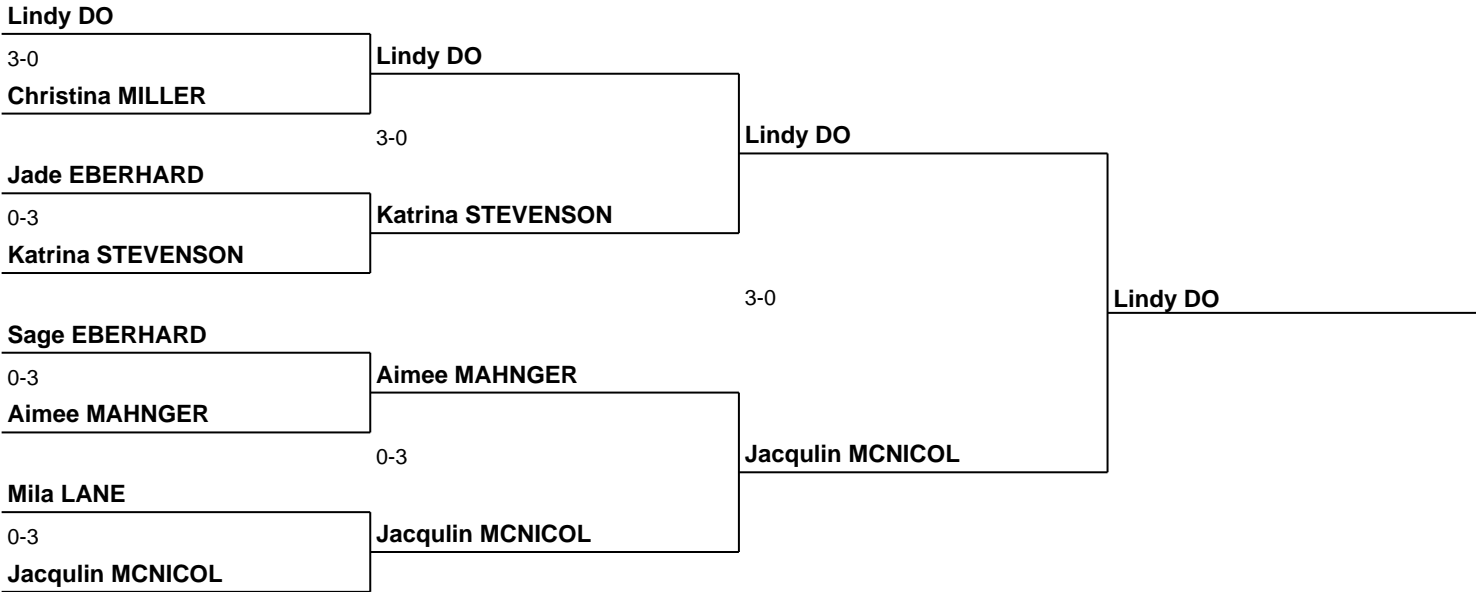 Lindy DO
3-0
Lindy DO
Christina MILLER
3-0
Lindy DO
Jade EBERHARD
0-3
Katrina STEVENSON
Katrina STEVENSON
3-0
Lindy DO
Sage EBERHARD
0-3
Aimee MAHNGER
Aimee MAHNGER
0-3
Jacqulin MCNICOL
Mila LANE
0-3
Jacqulin MCNICOL
Jacqulin MCNICOL